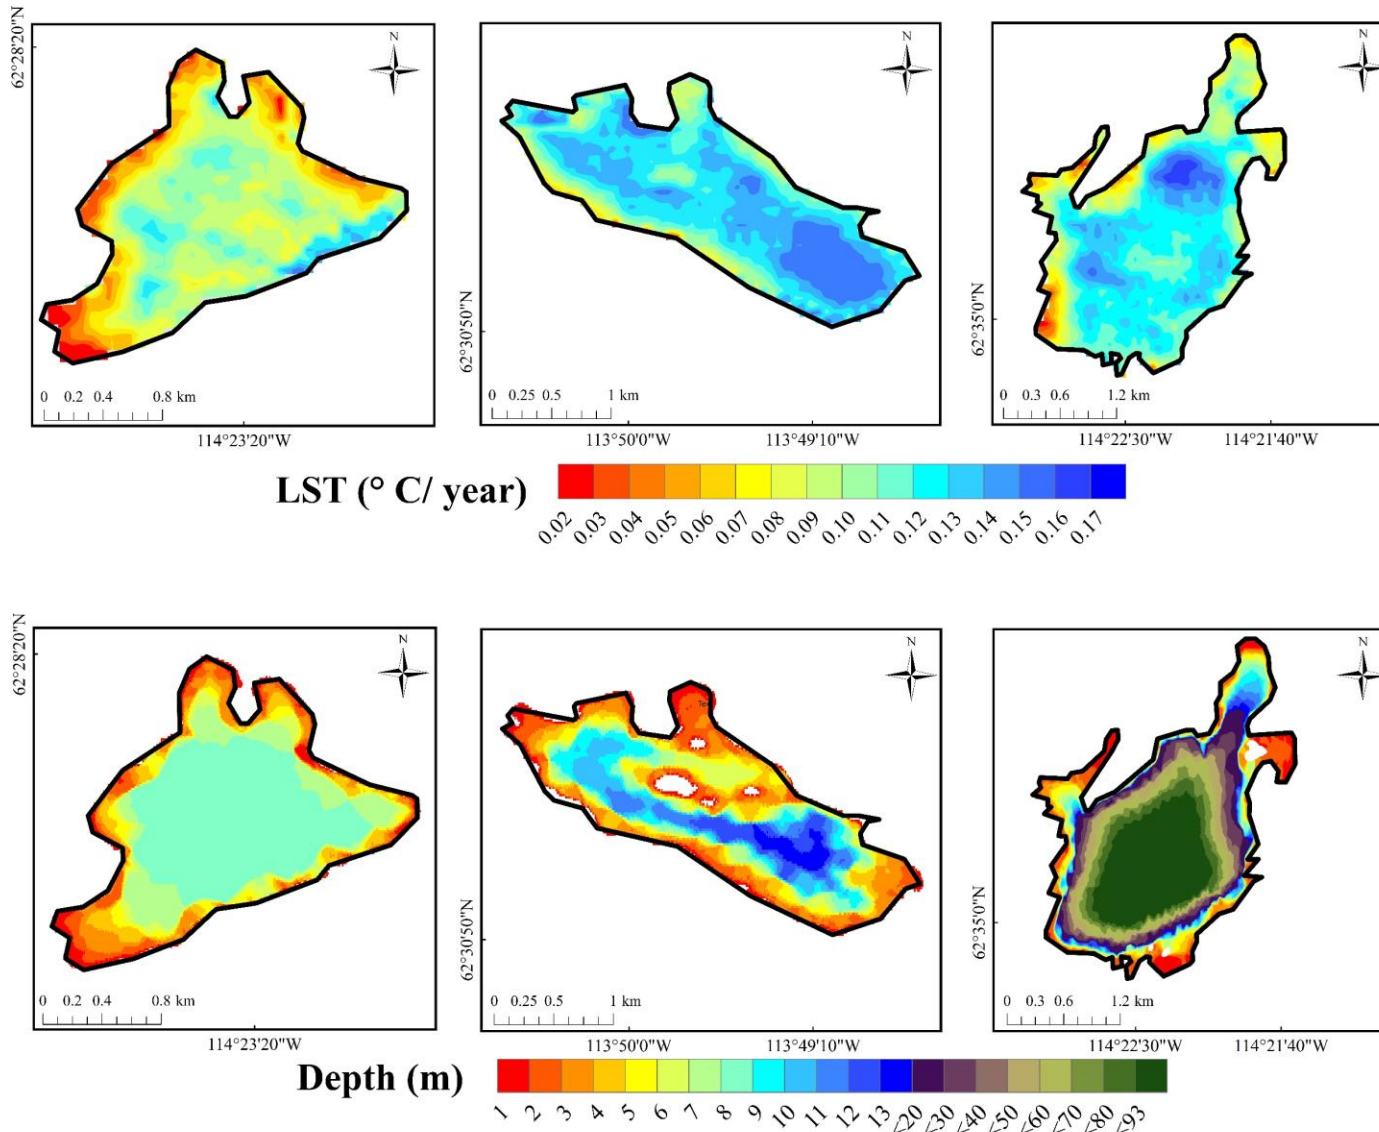 N
N
N
62°28'20"N
62°30'50"N
62°35'0"N
0 0.2 0.4 0.8 km
0 0.25 0.5 1 km
0 0.3 0.6 1.2 km
114°23'20"W
113°50'0"W
113°49'10"W
114°22'30"W
114°21'40"W
LST (° C/ year)
0.02 0.03 0.04 0.05 0.06 0.07 0.08 0.09 0.10 0.11 0.12 0.13 0.14 0.15 0.16 0.17
N
N
N
62°28'20"N
62°30'50"N
62°35'0"N
0 0.2 0.4 0.8 km
0 0.25 0.5 1 km
0 0.3 0.6 1.2 km
114°23'20"W
113°50'0"W
113°49'10"W
114°22'30"W
114°21'40"W
Depth (m)
1 2 3 4 5 6 7 8 9 10 11 12 13 <20 <30 <40 <50 <60 <70 <80 <93